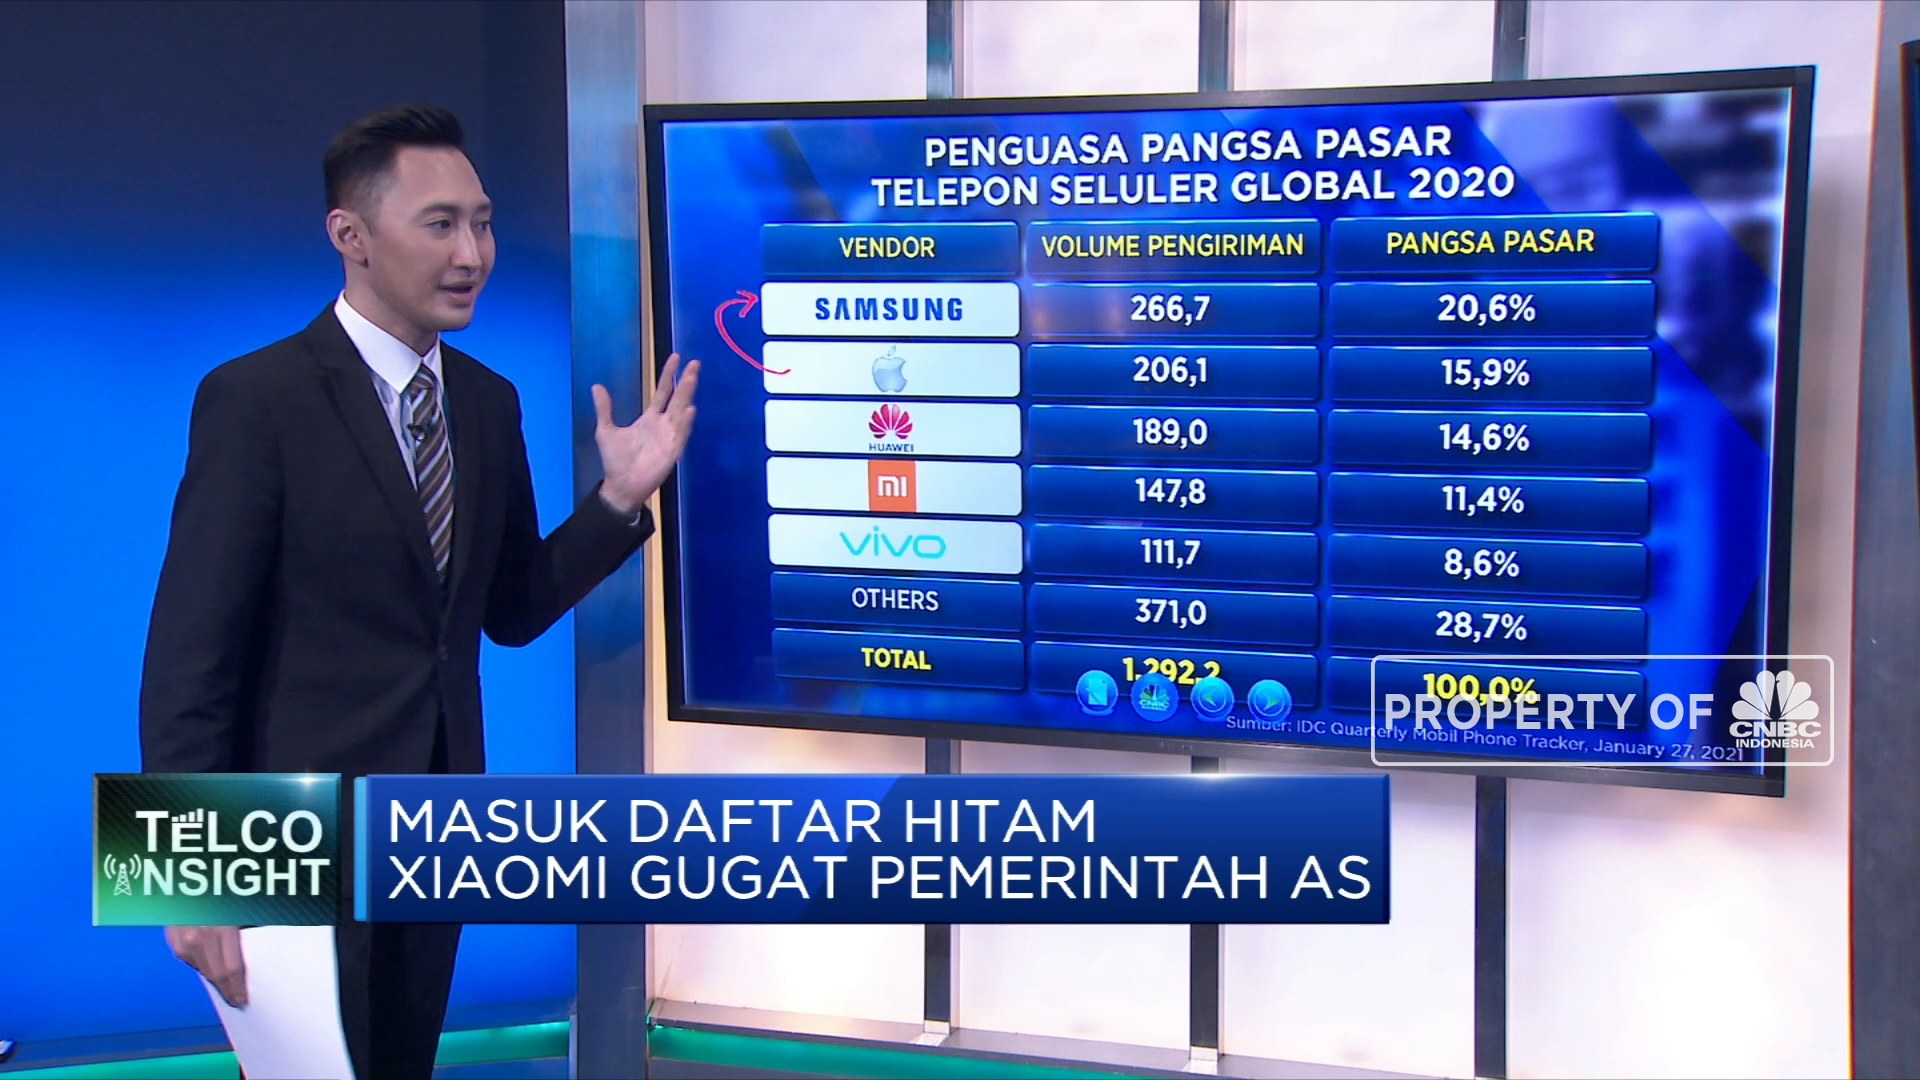 PENGUASA PANGSA PASAR
TELEPON SELULER GLOBAL 2020
VENDOR VOLUME PENGIRIMAN PANGSA PASAR
SAMSUNG 266,7 20,6%
206,1 15,9%
HUAWEI 189,0 14,6%
MI 147,8 11,4%
vivo 111,7 8,6%
OTHERS 371,0 28,7%
TOTAL 1.292,2 100,0%
CNBC
Sumber: IDC Quarterly Mobil Phone Tracker, January 27, 2021
PROPERTY OF CNBC
INDONESIA
TELCO
INSIGHT
MASUK DAFTAR HITAM
XIAOMI GUGAT PEMERINTAH AS